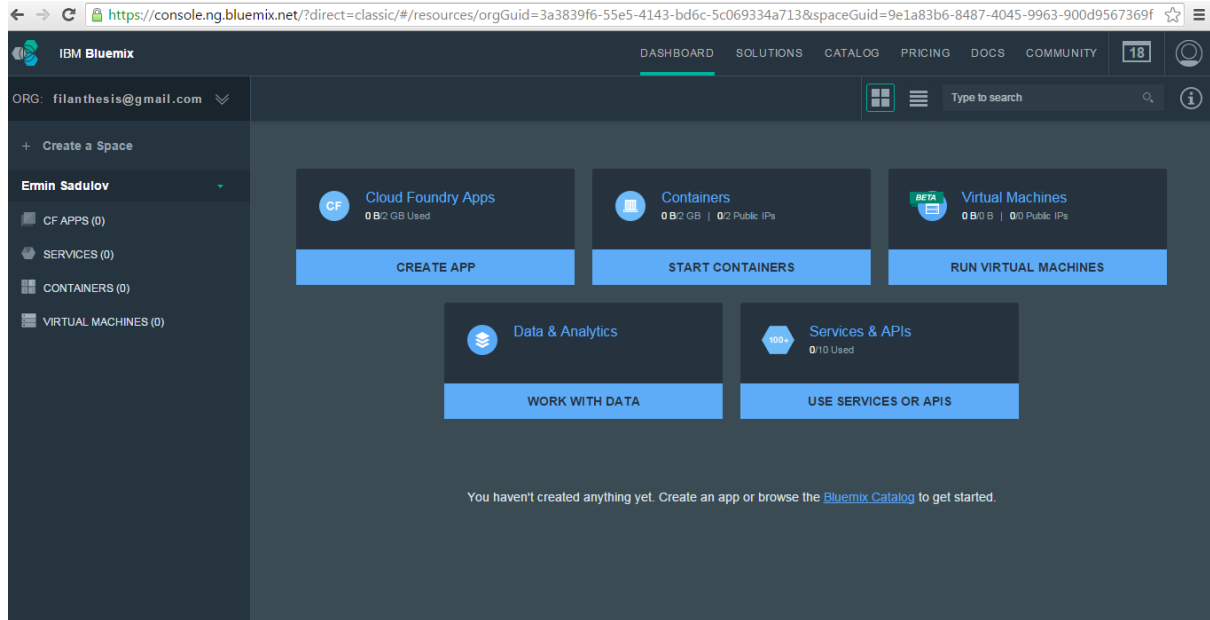 https://console.ng.bluemix.net/?direct=classic/#/resources/orgGuid=3a3839f6-55e5-4143-bd6c-5c069334a713&spaceGuid=9e1a83b6-8487-4045-9963-900d9567369f
IBM Bluemix
DASHBOARD SOLUTIONS CATALOG PRICING DOCS COMMUNITY 18
ORG: filanthesis@gmail.com
Type to search
+ Create a Space
Ermin Sadulov
CF APPS (0)
SERVICES (0)
CONTAINERS (0)
VIRTUAL MACHINES (0)
CF
Cloud Foundry Apps
0 B/2 GB Used
CREATE APP
Containers
0 B/2 GB | 0/2 Public IPs
START CONTAINERS
BETA
Virtual Machines
0 B/0 B | 0/0 Public IPs
RUN VIRTUAL MACHINES
Data & Analytics
WORK WITH DATA
100+
Services & APIs
0/10 Used
USE SERVICES OR APIS
You haven't created anything yet. Create an app or browse the Bluemix Catalog to get started.